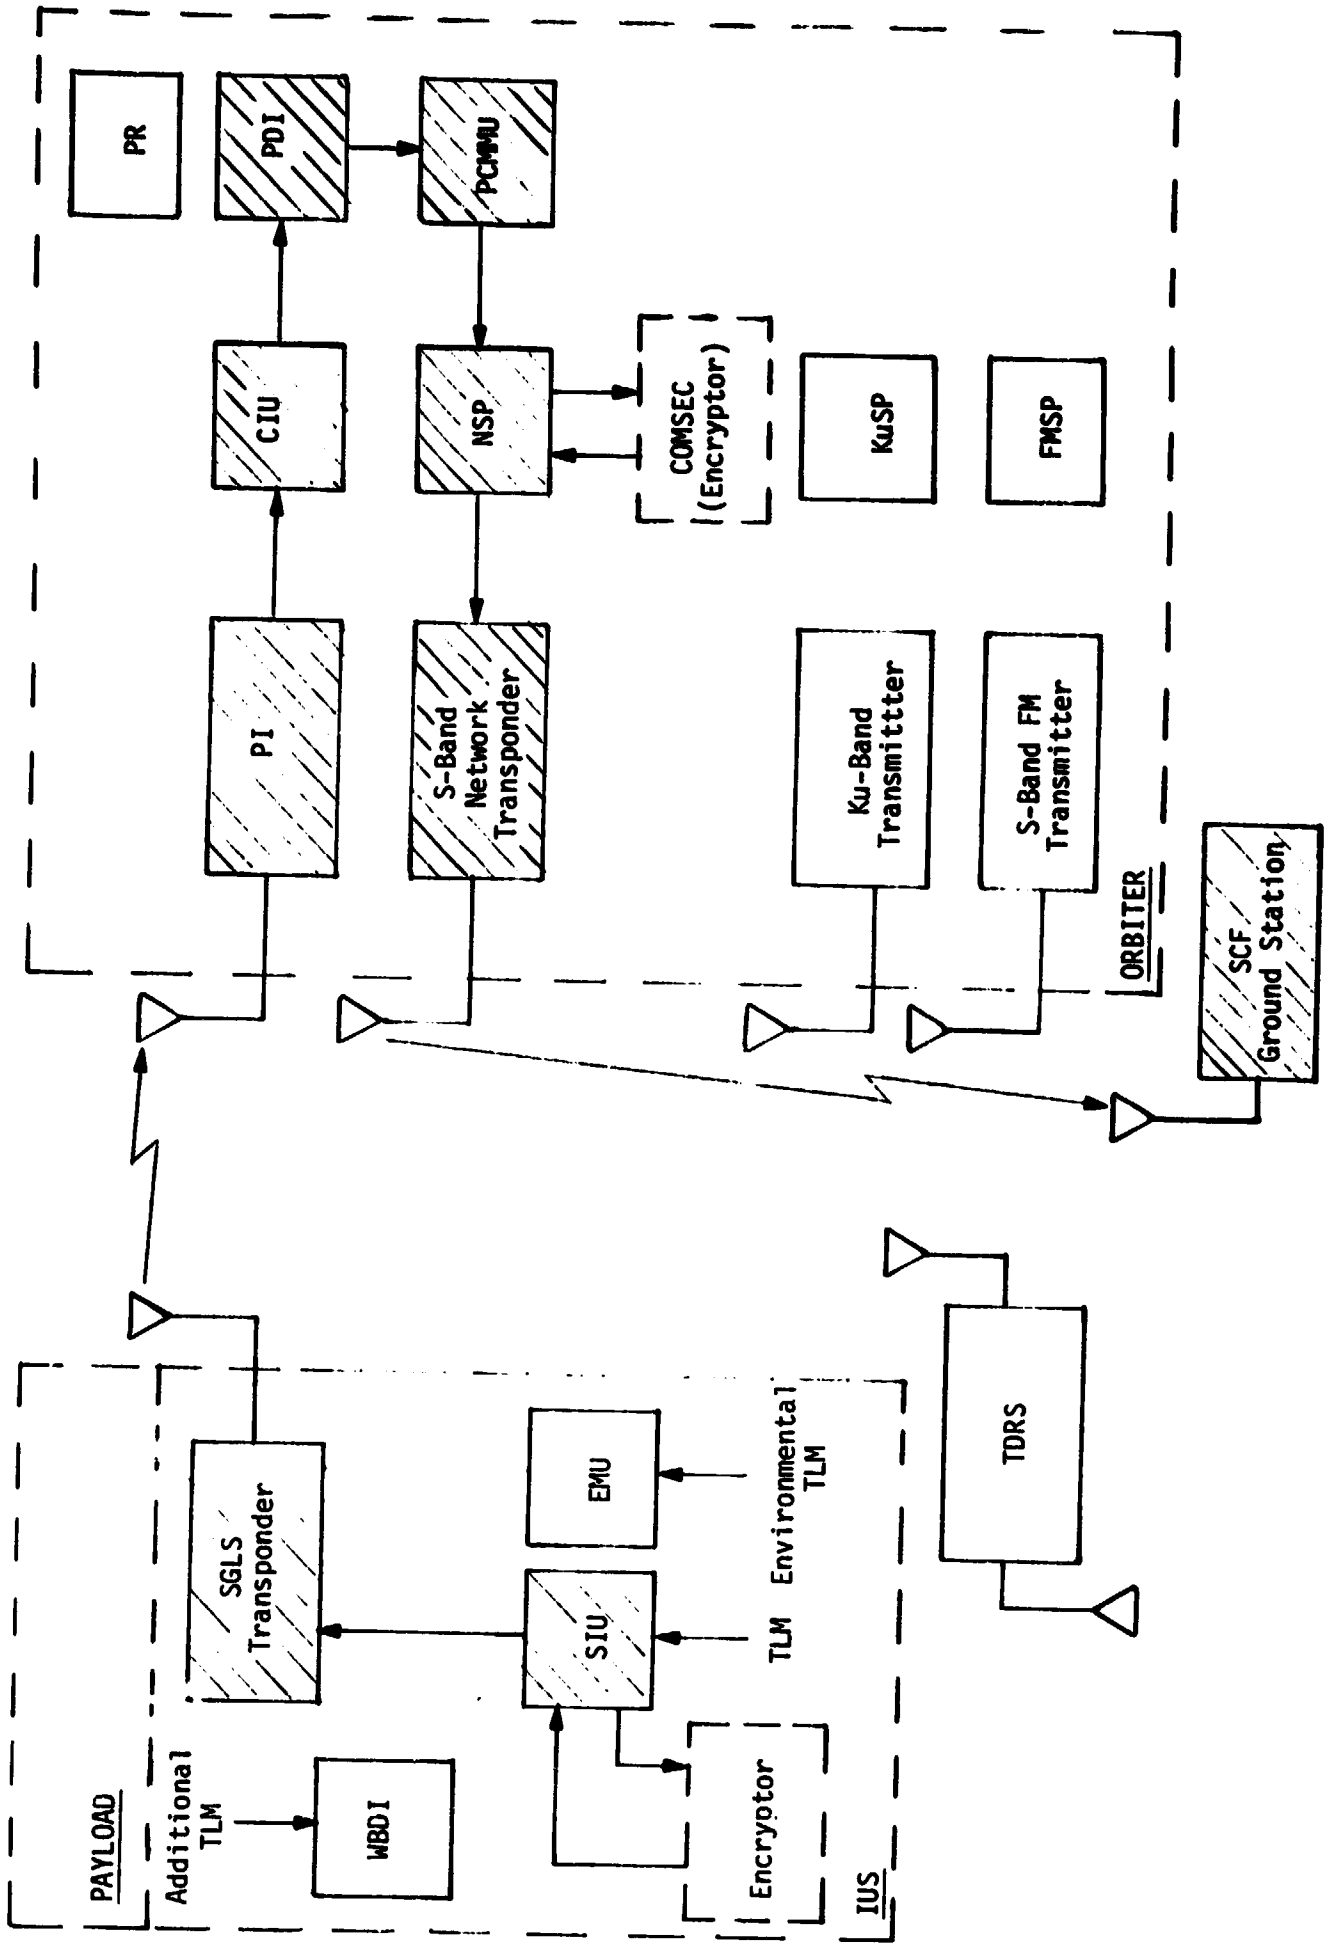 PAYLOAD
Additional
TLM
WBDI
SGLS
Transponder
SIU
EMU
Encryptor
TLM
Environmental
TLM
IUS
TDRS
PI
CIU
PDI
PR
S-Band
Network
Transponder
NSP
PCMMU
COMSEC
(Encryptor)
Ku-Band
Transmittter
KuSP
S-Band FM
Transmitter
FMSP
ORBITER
SCF
Ground Station